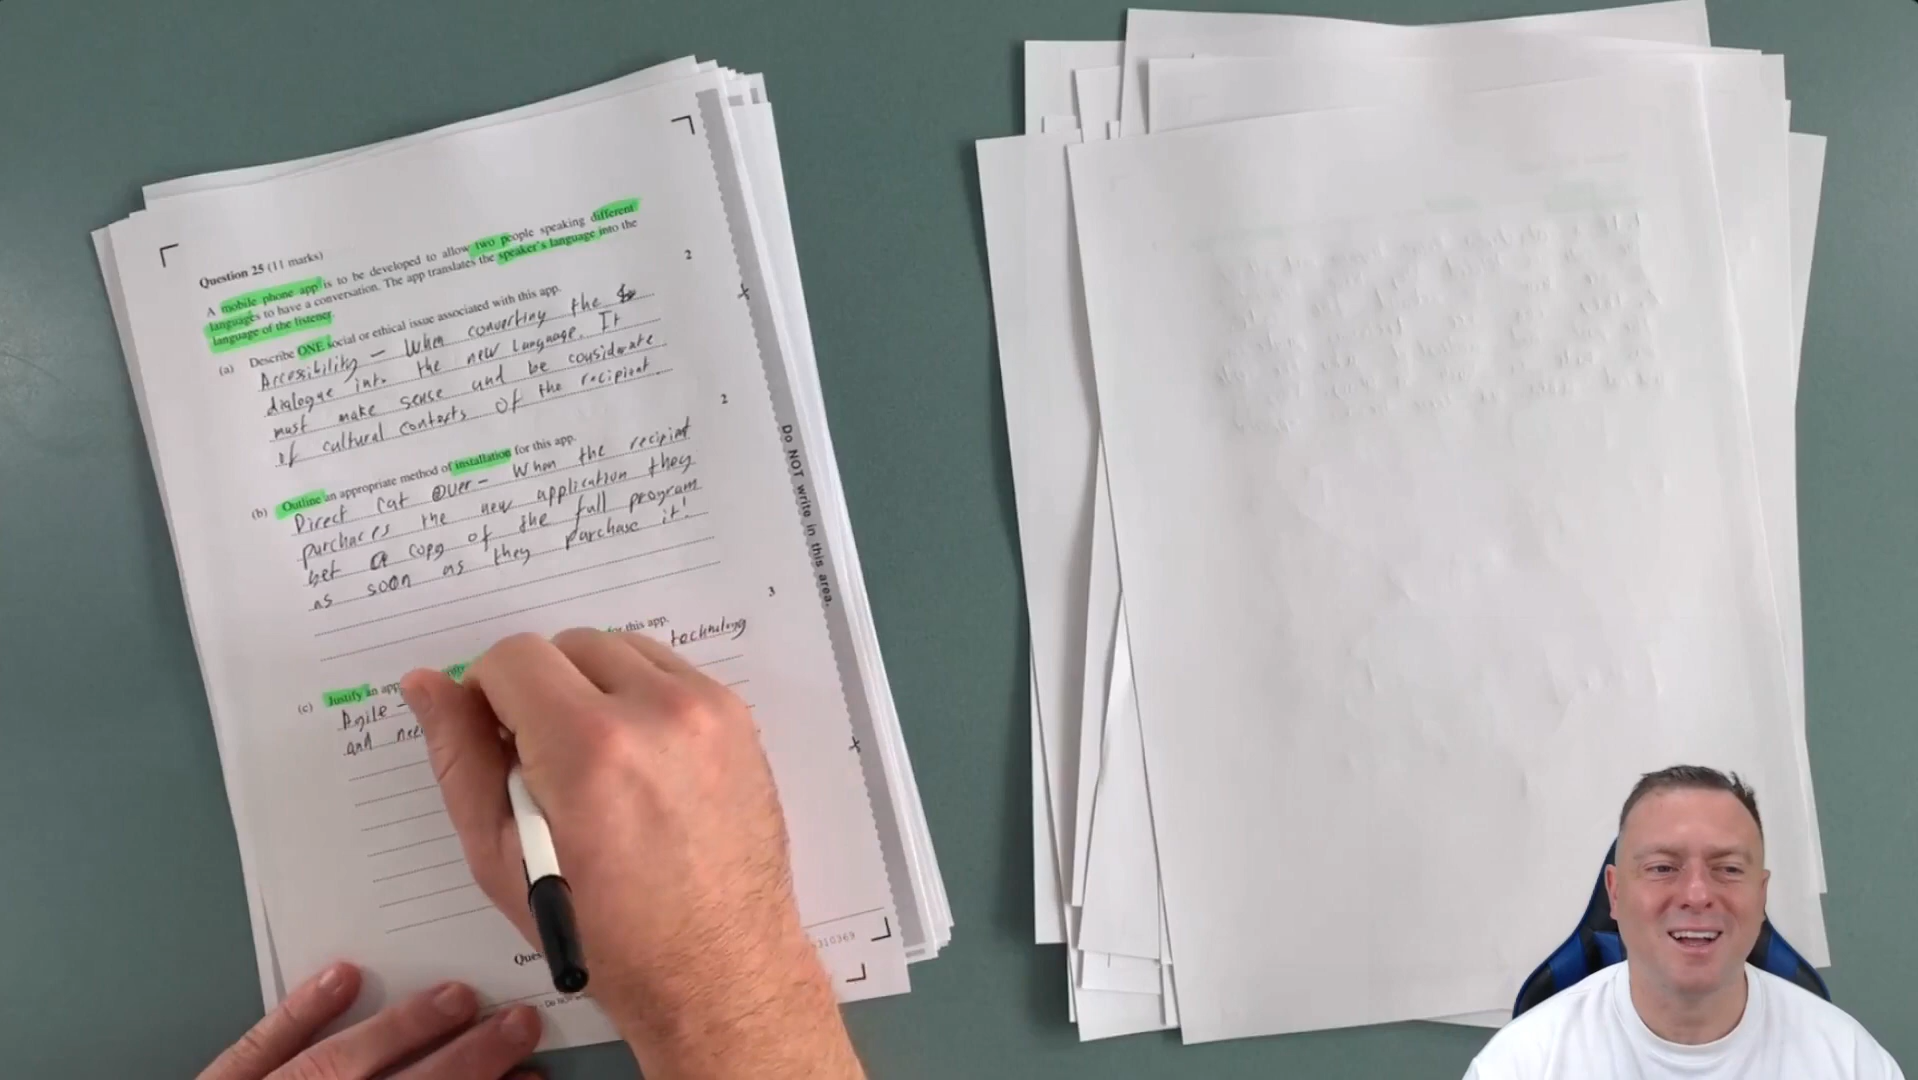 Question 25 (11 marks)
A mobile phone app is to be developed to allow two people speaking different
languages to have a conversation. The app translates the speaker's language into the
language of the listener.
(a) Describe ONE social or ethical issue associated with this app. 2
Accessibility – When converting the
dialogue into the new language. It
must make sense and be considerate
of cultural contexts of the recipient.
(b) Outline an appropriate method of installation for this app. 2
Direct Cut Over – When the recipient
purchases the new application they
get a copy of the full program
as soon as they purchase it!
(c) Justify an for this app. 3
Agile – technology
and
Do NOT write in this area.
310369